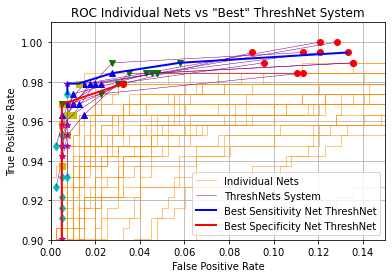 ROC Individual Nets vs "Best" ThreshNet System
True Positive Rate
1.00
0.98
0.96
0.94
0.92
0.90
Individual Nets
ThreshNets System
Best Sensitivity Net ThreshNet
Best Specificity Net ThreshNet
0.00 0.02 0.04 0.06 0.08 0.10 0.12 0.14
False Positive Rate